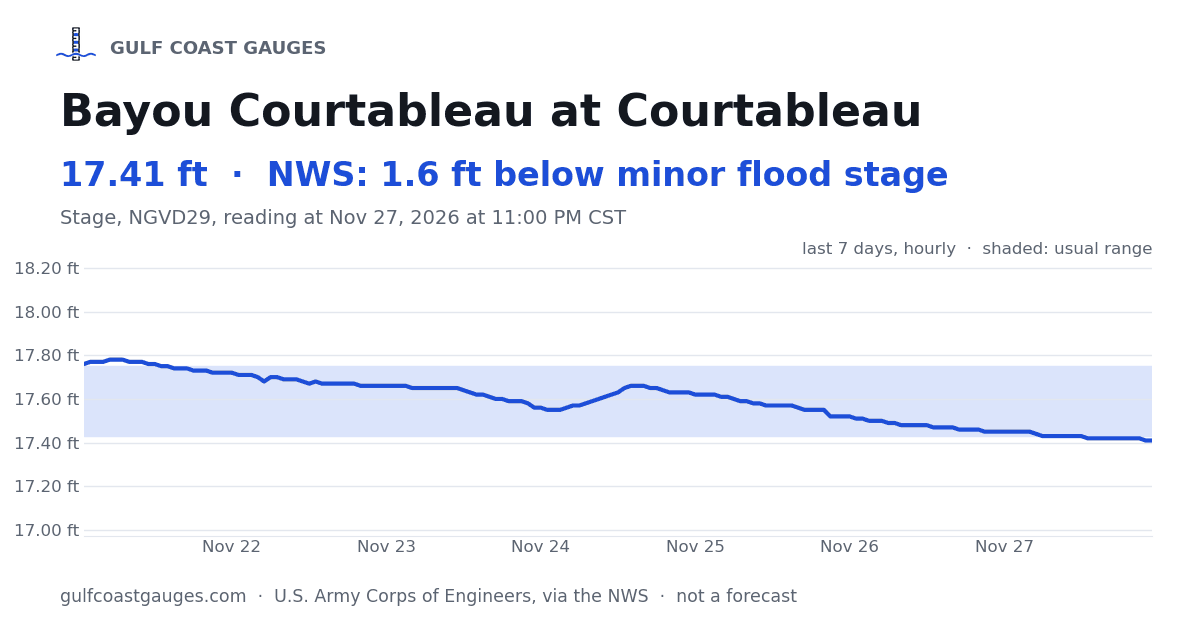 GULF COAST GAUGES
Bayou Courtableau at Courtableau
17.41 ft · NWS: 1.6 ft below minor flood stage
Stage, NGVD29, reading at Nov 27, 2026 at 11:00 PM CST
last 7 days, hourly · shaded: usual range
18.20 ft
18.00 ft
17.80 ft
17.60 ft
17.40 ft
17.20 ft
17.00 ft
Nov 22 Nov 23 Nov 24 Nov 25 Nov 26 Nov 27
gulfcoastgauges.com · U.S. Army Corps of Engineers, via the NWS · not a forecast